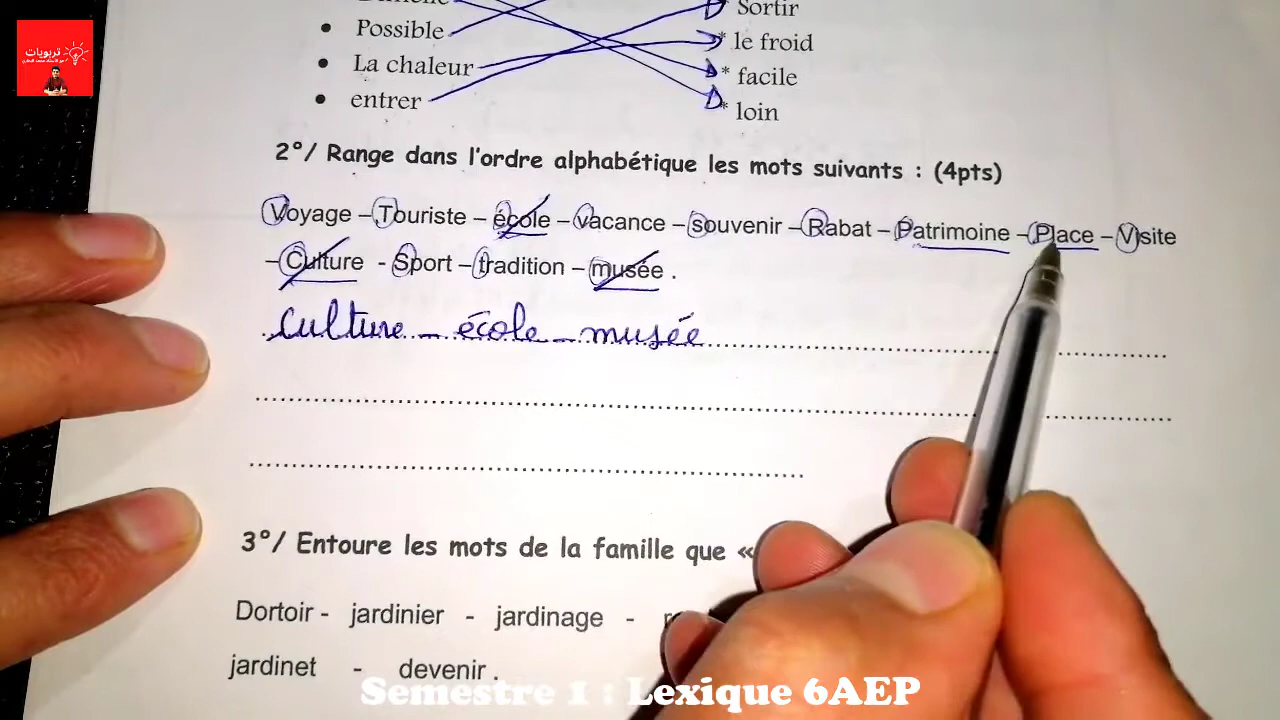 تربويات
Possible * Sortir
* le froid
La chaleur
* facile
entrer
* loin
2°/ Range dans l'ordre alphabétique les mots suivants : (4pts)
Voyage – Touriste – école – vacance – souvenir – Rabat – Patrimoine – Place – Visite
– Culture - Sport – tradition – musée .
culture – école – musée
3°/ Entoure les mots de la famille que «
Dortoir - jardinier - jardinage -
jardinet - devenir .
Semestre 1 : Lexique 6AEP